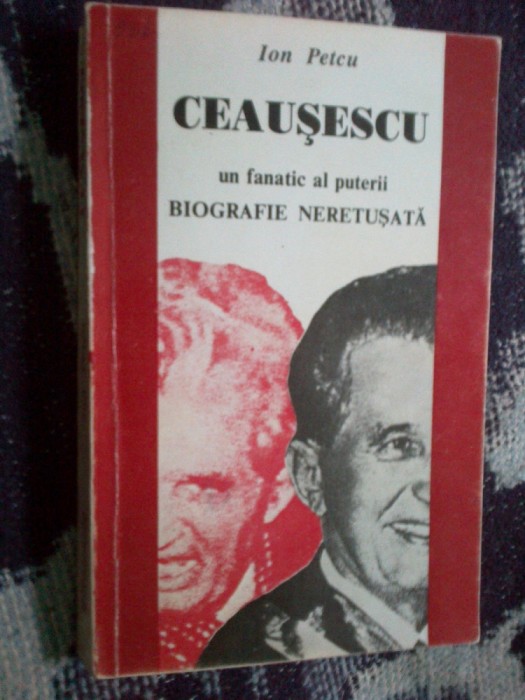 Ion Petcu
CEAUŞESCU
un fanatic al puterii
BIOGRAFIE NERETUŞATĂ